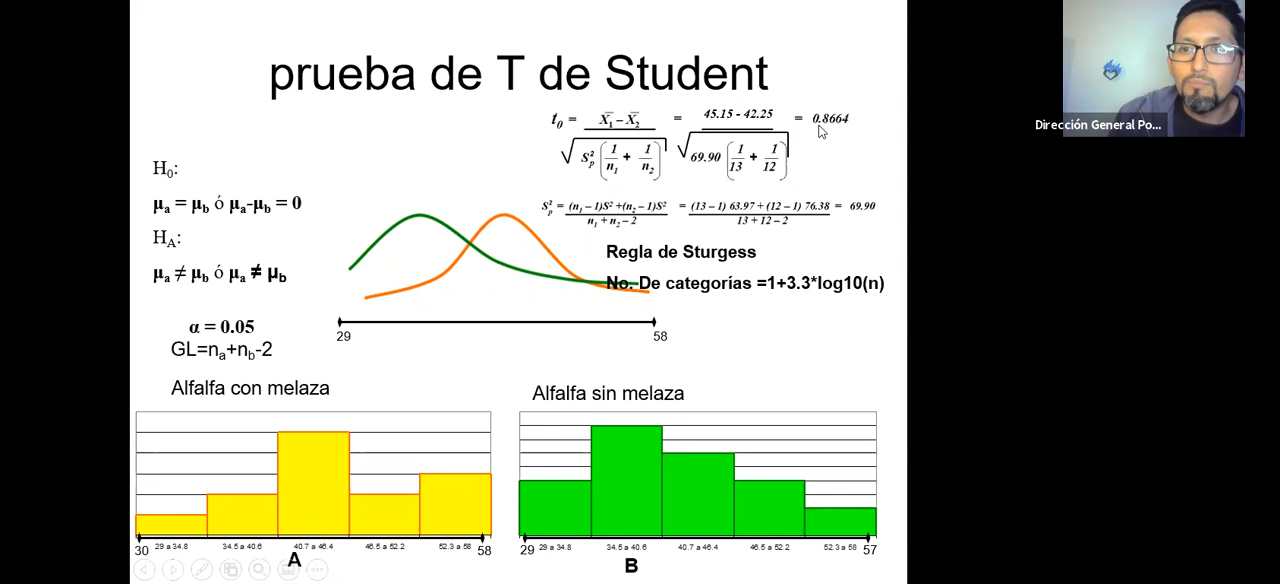 prueba de T de Student
t₀ = X̅₁ – X̅₂ = 45.15 - 42.25 = 0.8664
√ S²ₚ ( 1/n₁ + 1/n₂ ) √ 69.90 ( 1/13 + 1/12 )
S²ₚ = (n₁ – 1)S² +(n₂ – 1)S² = (13 – 1) 63.97 + (12 – 1) 76.38 = 69.90
n₁ + n₂ – 2 13 + 12 – 2
H₀:
μₐ = μb ó μₐ-μb = 0
Hᴀ:
μₐ ≠ μb ó μₐ ≠ μb
α = 0.05
GL=nₐ+nb-2
Regla de Sturgess
No. De categorías =1+3.3*log10(n)
29 58
Alfalfa con melaza
30 29 a 34.8 34.5 a 40.6 40.7 a 46.4 46.5 a 52.2 52.3 a 58 58
A
Alfalfa sin melaza
29 29 a 34.8 34.5 a 40.6 40.7 a 46.4 46.5 a 52.2 52.3 a 58 57
B
Dirección General Po...